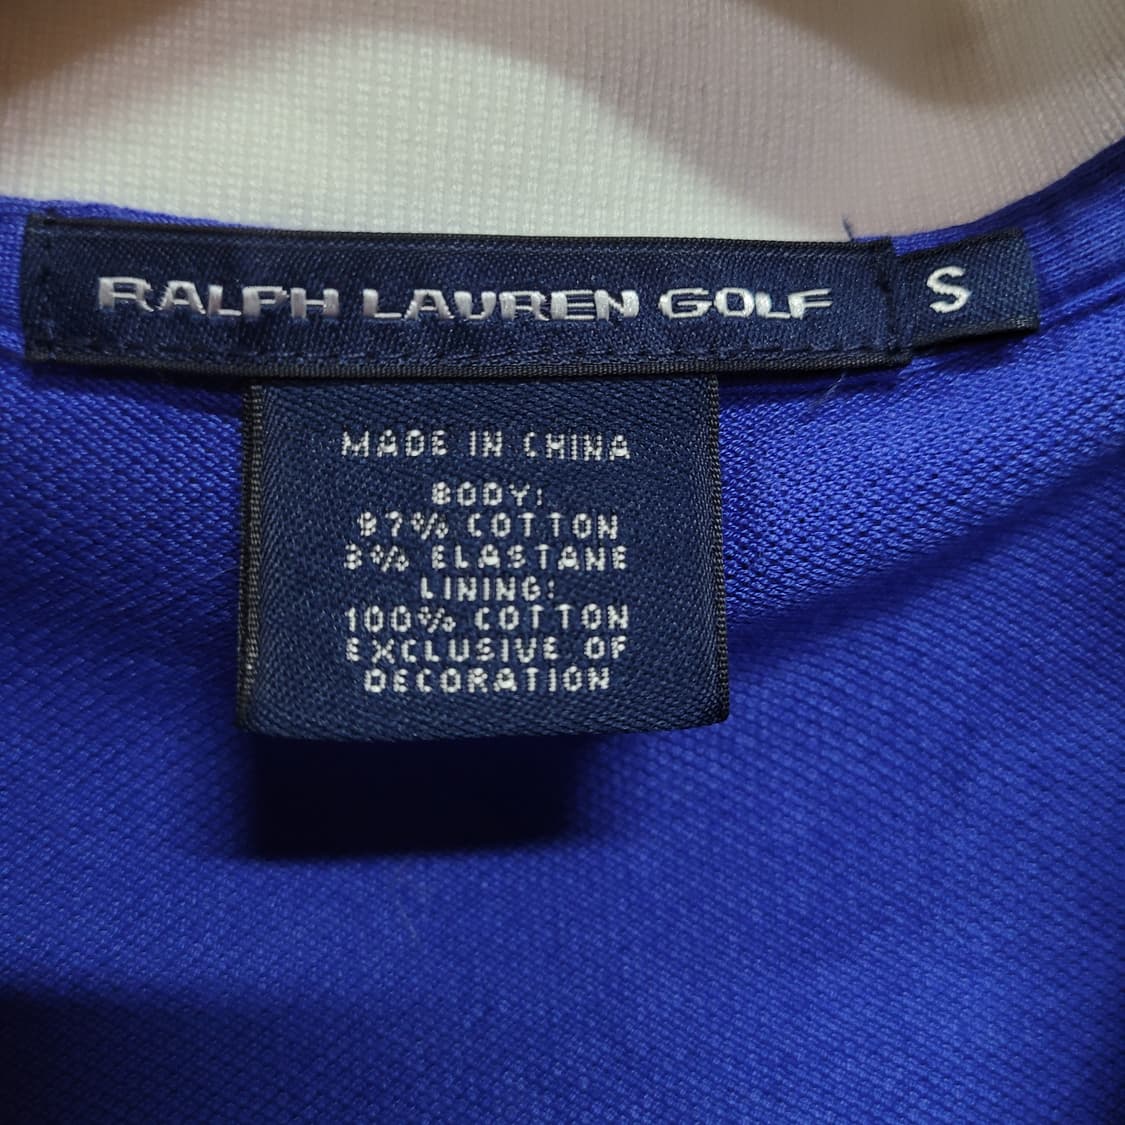 RALPH LAUREN GOLF
S
MADE IN CHINA
BODY:
97% COTTON
3% ELASTANE
LINING:
100% COTTON
EXCLUSIVE OF
DECORATION